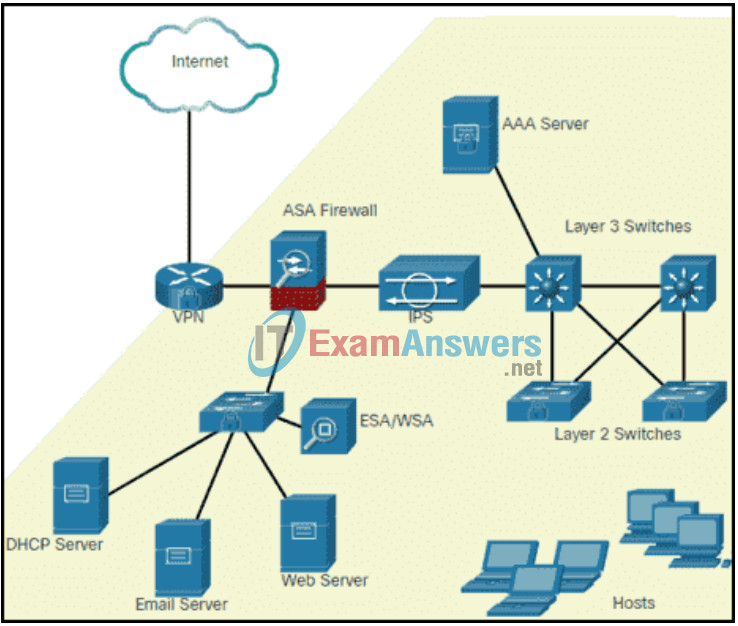 Internet
AAA Server
ASA Firewall
Layer 3 Switches
VPN
IPS
ITExamAnswers
.net
ESA/WSA
Layer 2 Switches
DHCP Server
Web Server
Email Server
Hosts